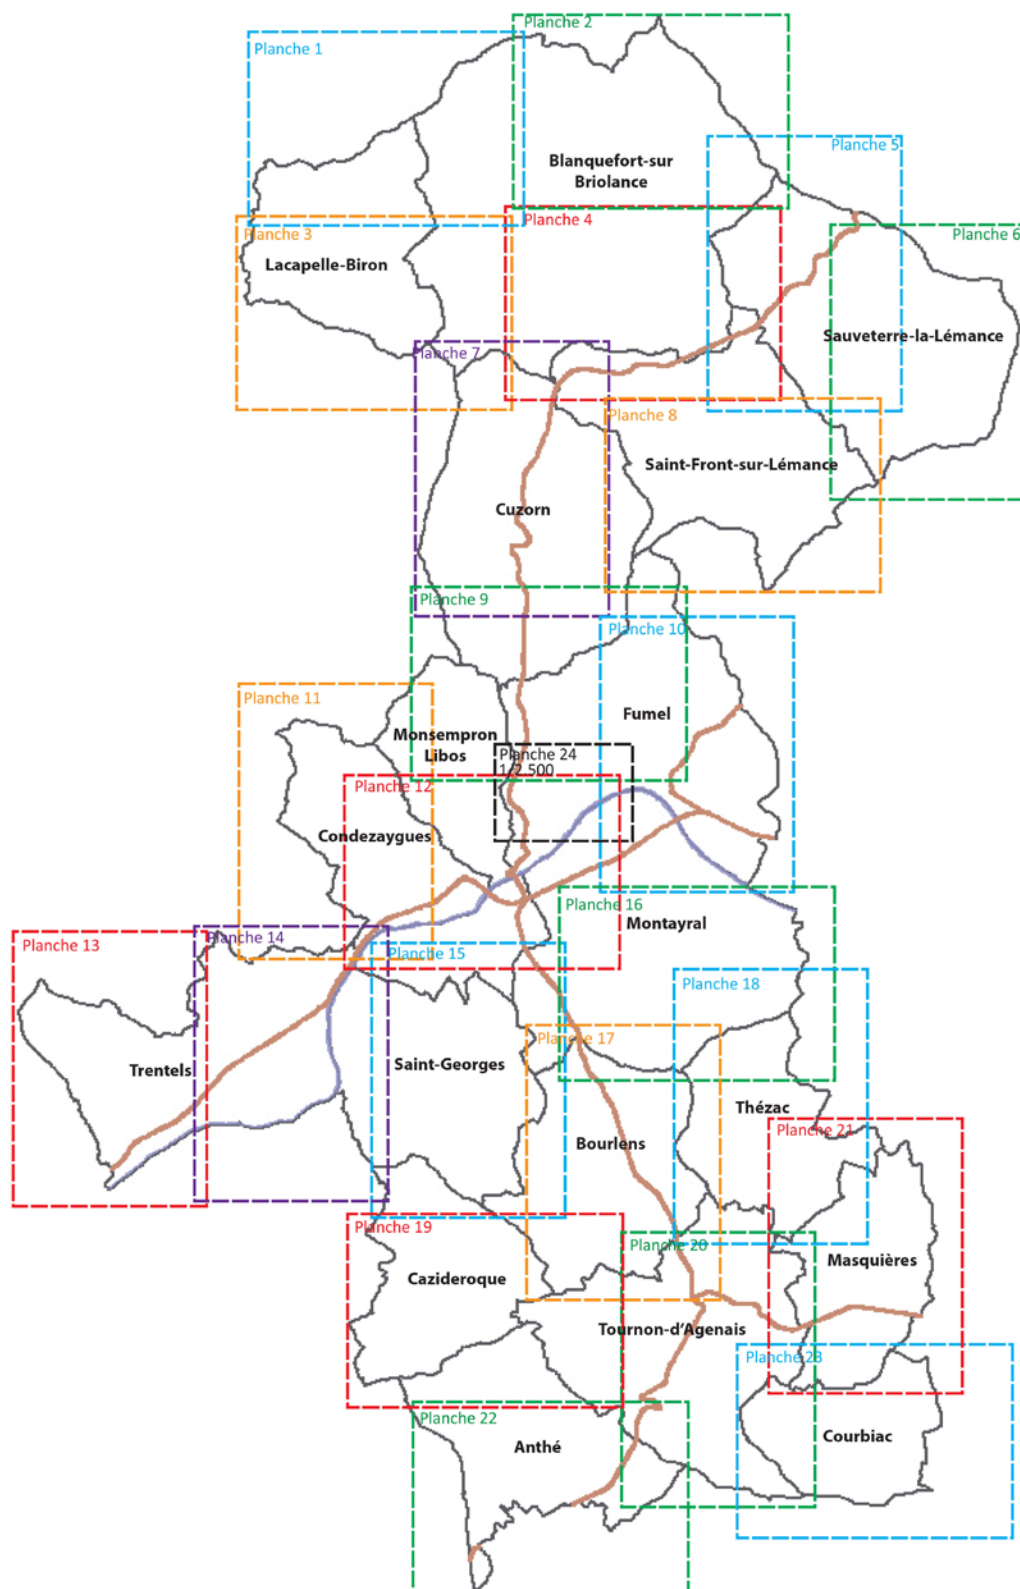 Planche 2
Planche 1
Planche 5
Blanquefort-sur
Briolance
Planche 4
Planche 3
Planche 6
Lacapelle-Biron
Sauveterre-la-Lémance
Planche 7
Planche 8
Saint-Front-sur-Lémance
Cuzorn
Planche 9
Planche 10
Planche 11
Fumel
Monsempron
Libos
Planche 24
1/2.500
Planche 12
Condezaygues
Planche 16
Montayral
Planche 13
Planche 14
Planche 15
Planche 18
Planche 17
Trentels
Saint-Georges
Thézac
Planche 21
Bourlens
Planche 19
Planche 20
Masquières
Cazideroque
Tournon-d'Agenais
Planche 23
Planche 22
Courbiac
Anthé